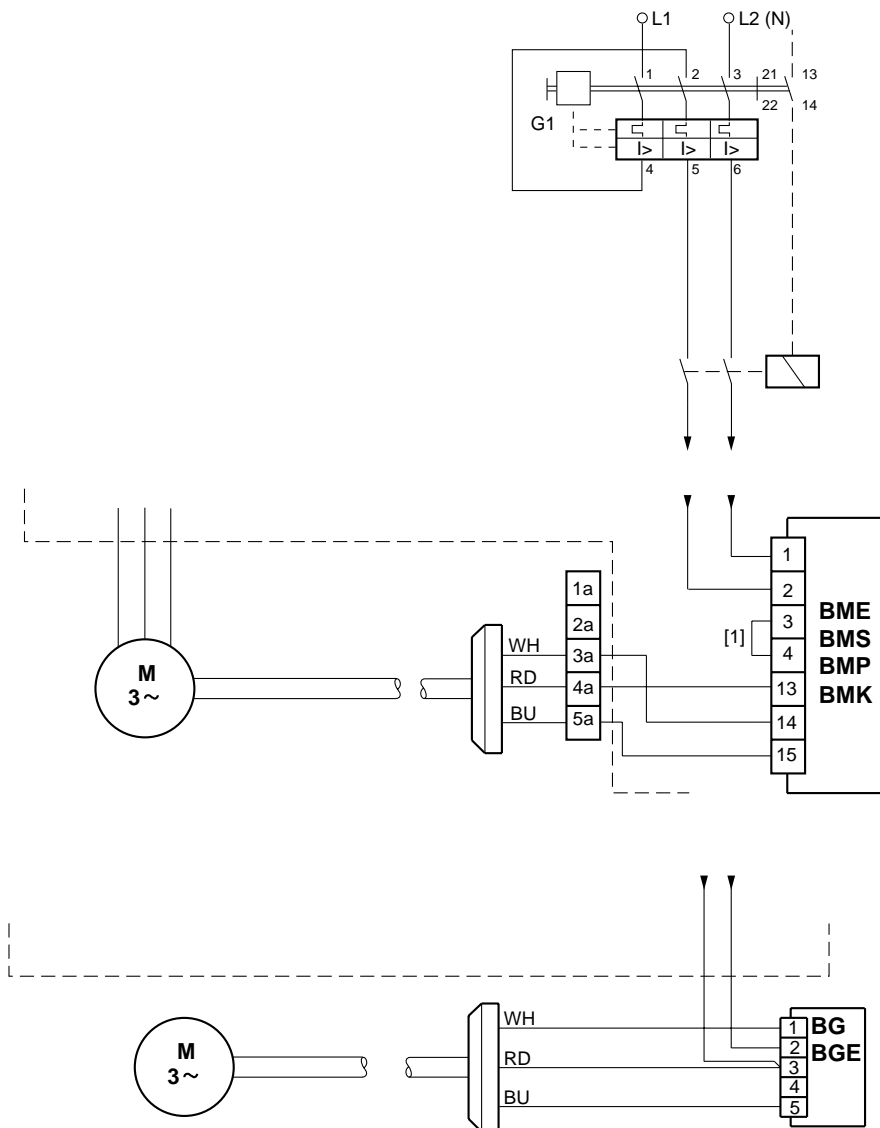 L1 L2 (N)
1 2 3 21 13
22 14
G1
I> I> I>
4 5 6
1
2
3
4
13
14
15
[1]
BME
BMS
BMP
BMK
1a
2a
3a
4a
5a
WH
RD
BU
M
3~
WH
RD
BU
M
3~
1
2
3
4
5
BG
BGE